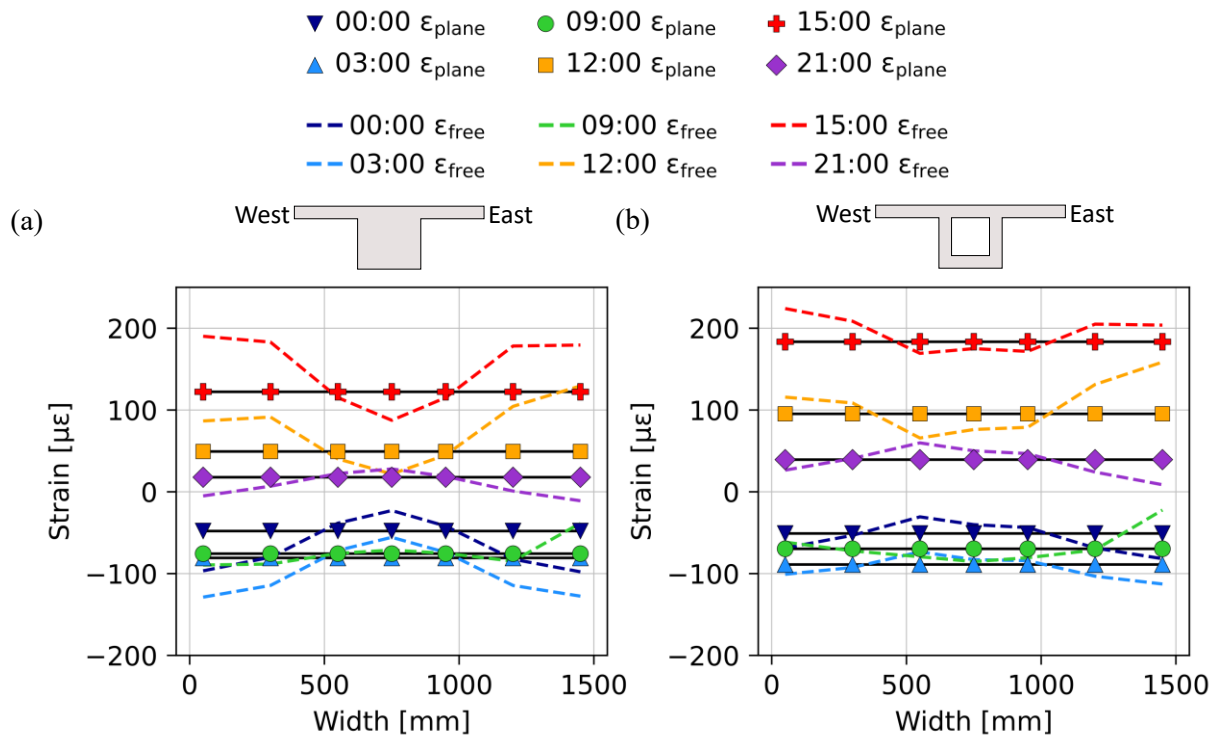 00:00 εplane 09:00 εplane 15:00 εplane
03:00 εplane 12:00 εplane 21:00 εplane
00:00 εfree 09:00 εfree 15:00 εfree
03:00 εfree 12:00 εfree 21:00 εfree
(a) West East
200
100
0
−100
−200
Strain [με]
0 500 1000 1500
Width [mm]
(b) West East
200
100
0
−100
−200
Strain [με]
0 500 1000 1500
Width [mm]